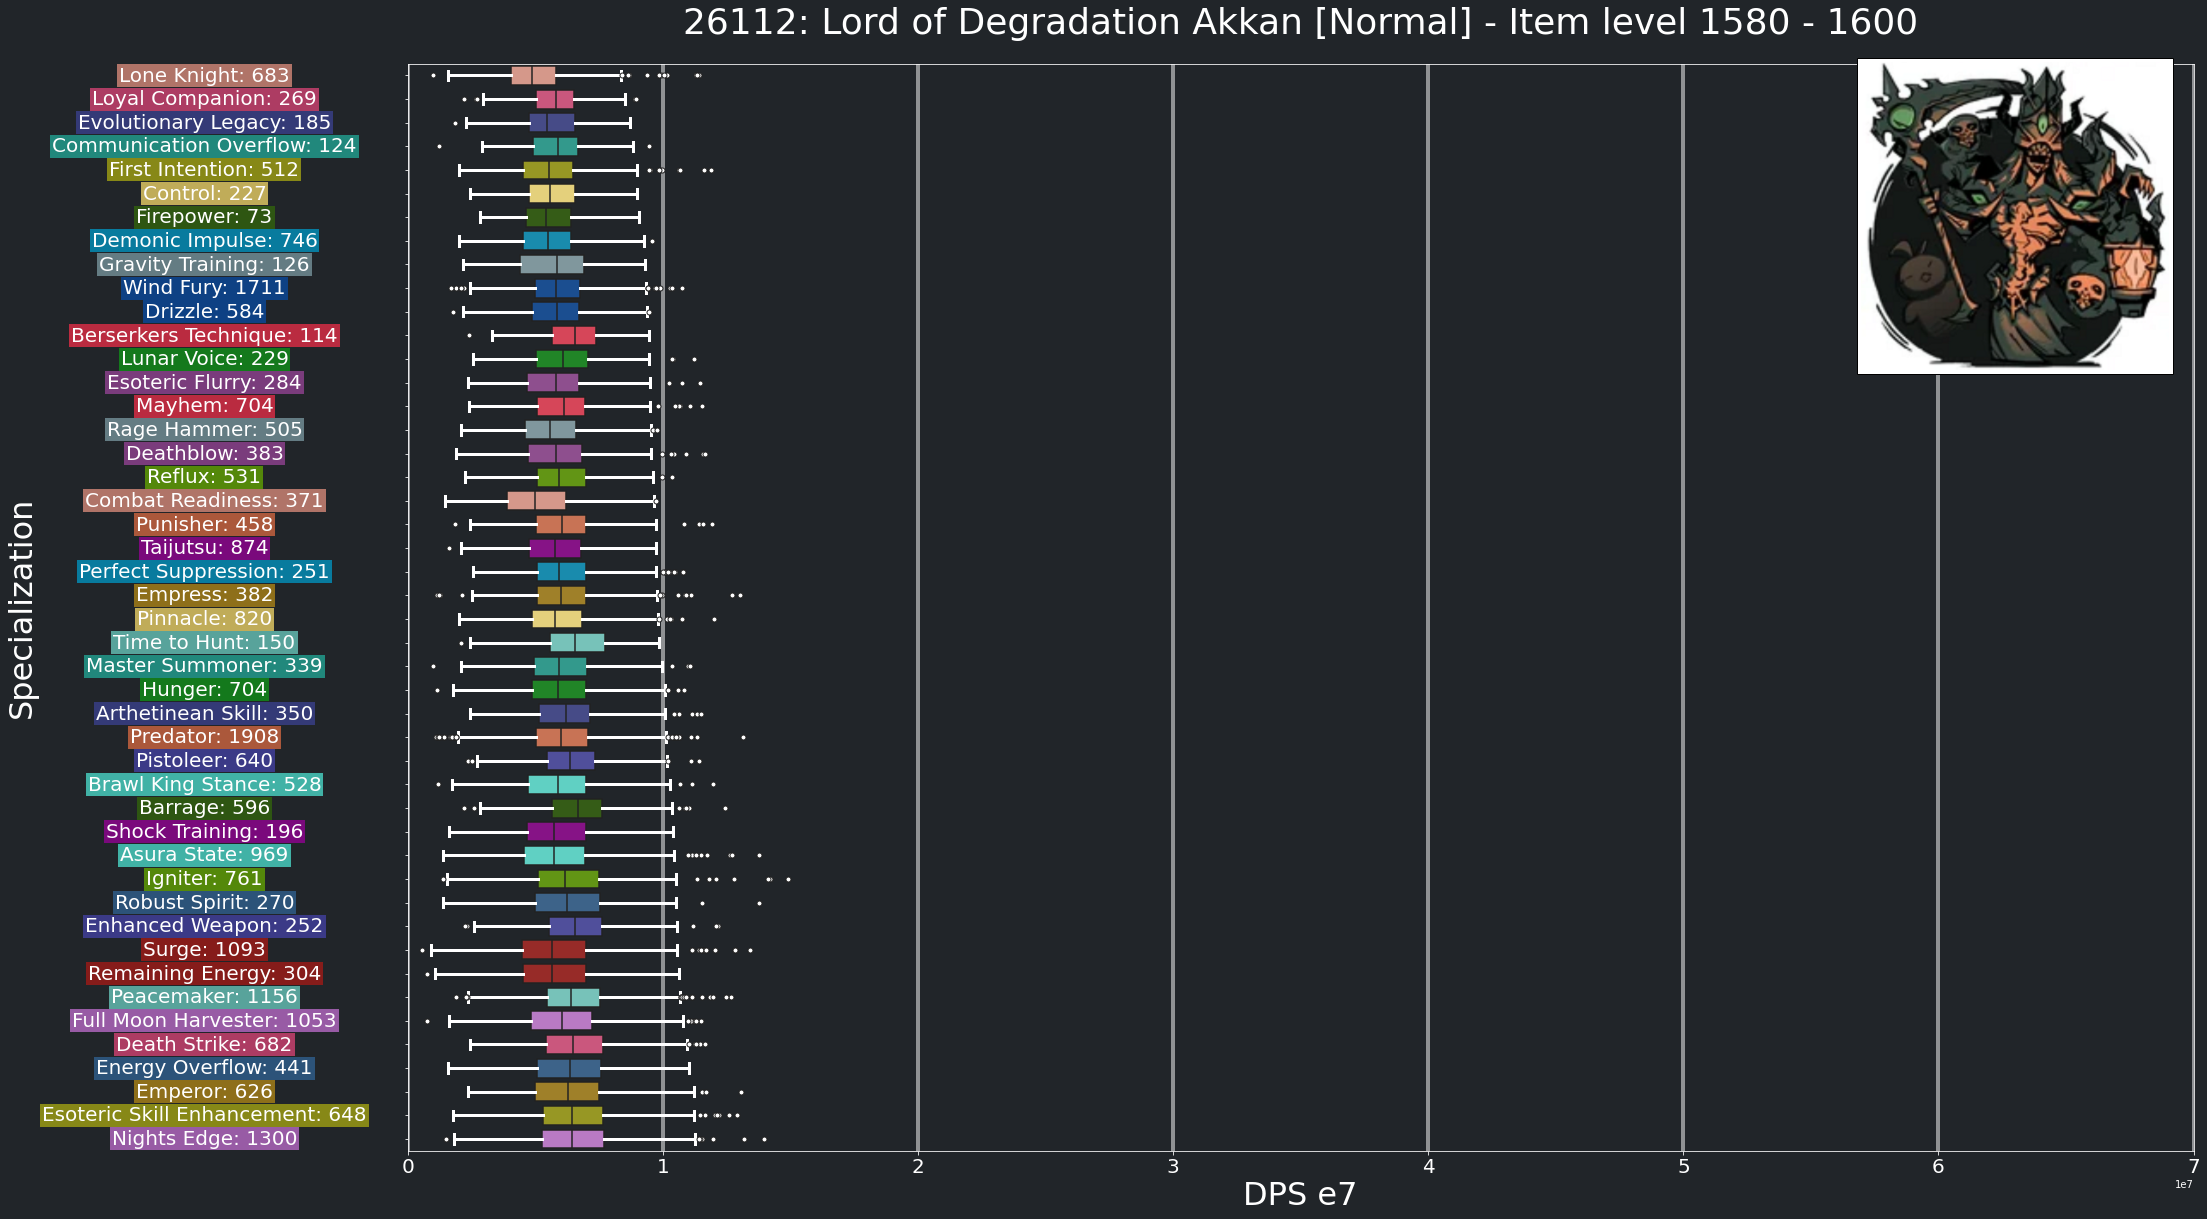 26112: Lord of Degradation Akkan [Normal] - Item level 1580 - 1600
Specialization
Lone Knight: 683
Loyal Companion: 269
Evolutionary Legacy: 185
Communication Overflow: 124
First Intention: 512
Control: 227
Firepower: 73
Demonic Impulse: 746
Gravity Training: 126
Wind Fury: 1711
Drizzle: 584
Berserkers Technique: 114
Lunar Voice: 229
Esoteric Flurry: 284
Mayhem: 704
Rage Hammer: 505
Deathblow: 383
Reflux: 531
Combat Readiness: 371
Punisher: 458
Taijutsu: 874
Perfect Suppression: 251
Empress: 382
Pinnacle: 820
Time to Hunt: 150
Master Summoner: 339
Hunger: 704
Arthetinean Skill: 350
Predator: 1908
Pistoleer: 640
Brawl King Stance: 528
Barrage: 596
Shock Training: 196
Asura State: 969
Igniter: 761
Robust Spirit: 270
Enhanced Weapon: 252
Surge: 1093
Remaining Energy: 304
Peacemaker: 1156
Full Moon Harvester: 1053
Death Strike: 682
Energy Overflow: 441
Emperor: 626
Esoteric Skill Enhancement: 648
Nights Edge: 1300
0 1 2 3 4 5 6 7
1e7
DPS e7